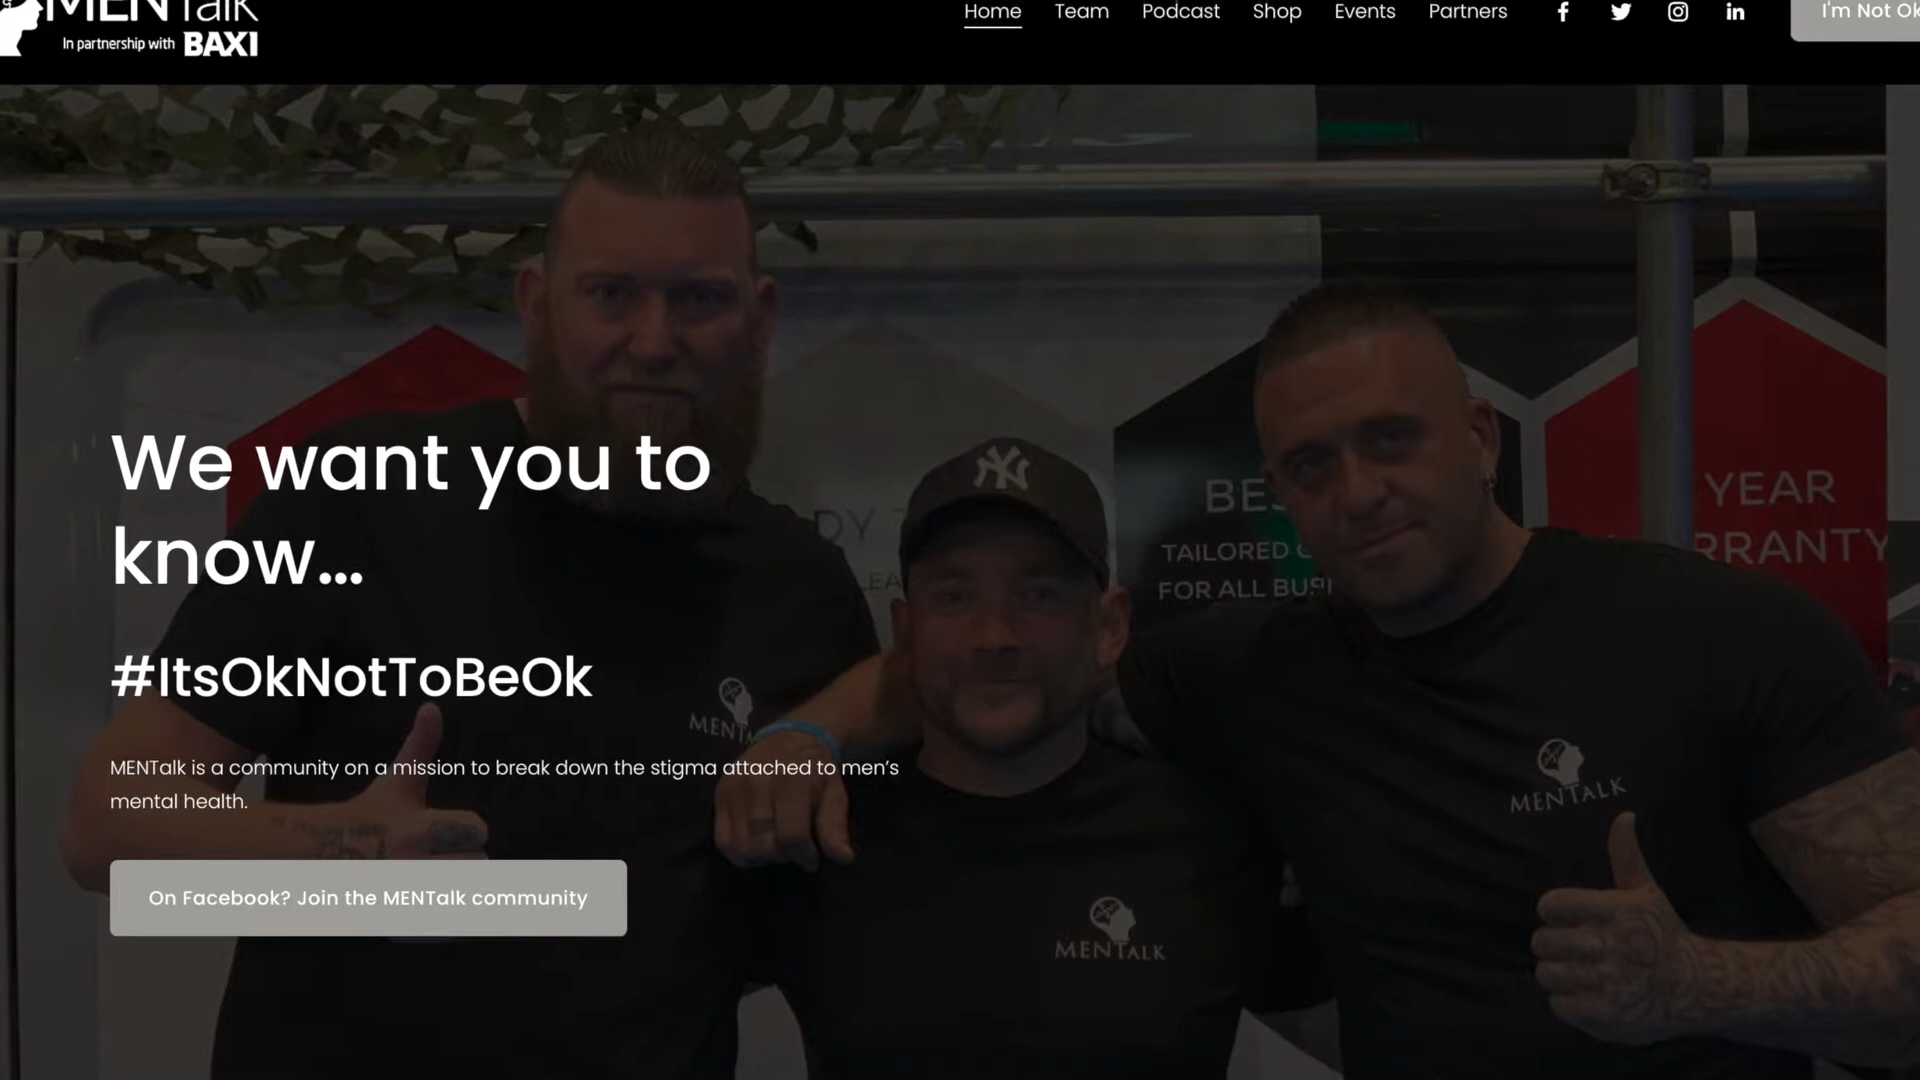 MENTalk
In partnership with BAXI
Home Team Podcast Shop Events Partners
I'm Not Ok
We want you to
know...
#ItsOkNotToBeOk
MENTalk is a community on a mission to break down the stigma attached to men's
mental health.
On Facebook? Join the MENTalk community
YEAR
TAILORED
FOR ALL
MENTALK
MENTALK